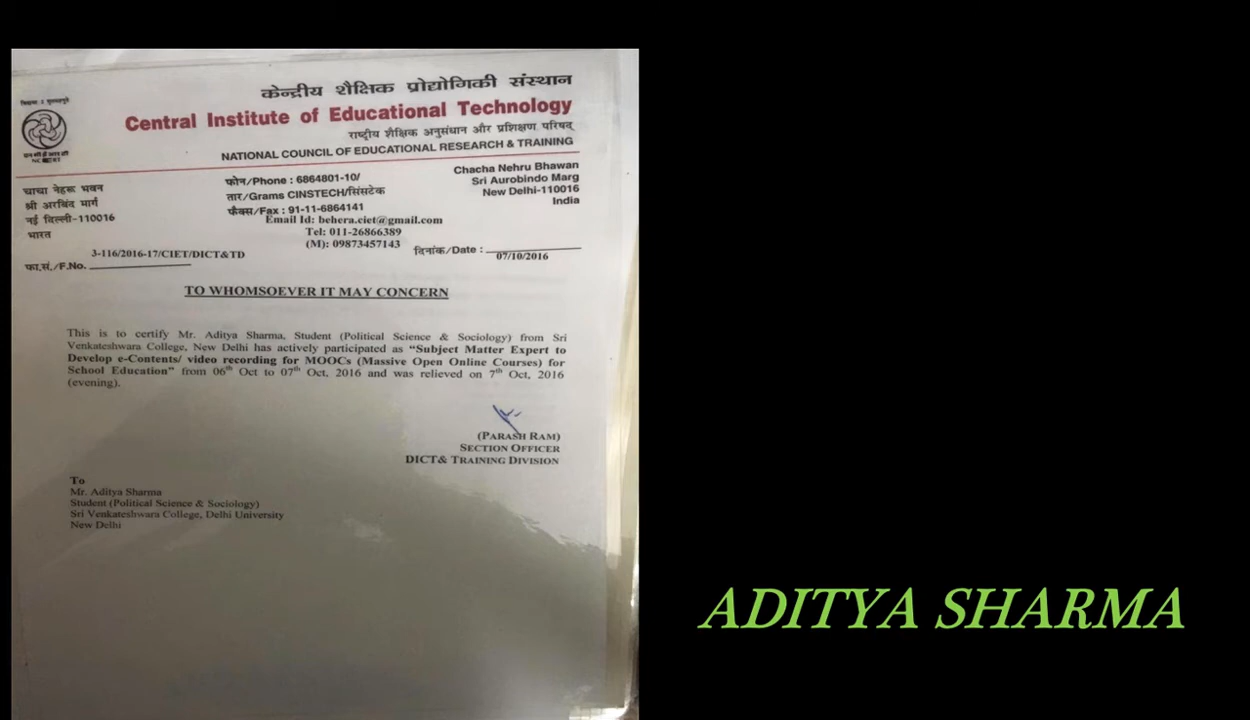 केन्द्रीय शैक्षिक प्रोद्योगिकी संस्थान
Central Institute of Educational Technology
राष्ट्रीय शैक्षिक अनुसंधान और प्रशिक्षण परिषद्
NATIONAL COUNCIL OF EDUCATIONAL RESEARCH & TRAINING
NCERT
चाचा नेहरू भवन
श्री अरबिंद मार्ग
नई दिल्ली-110016
भारत
फोन/Phone : 6864801-10/
तार/Grams CINSTECH/सिंसटेक
फैक्स/Fax : 91-11-6864141
Email Id: behera.ciet@gmail.com
Tel: 011-26866389
(M): 09873457143
Chacha Nehru Bhawan
Sri Aurobindo Marg
New Delhi-110016
India
3-116/2016-17/CIET/DICT&TD
फा.सं./F.No.
दिनांक/Date :
07/10/2016
TO WHOMSOEVER IT MAY CONCERN
This is to certify Mr. Aditya Sharma, Student (Political Science & Sociology) from Sri
Venkateshwara College, New Delhi has actively participated as “Subject Matter Expert to
Develop e-Contents/ video recording for MOOCs (Massive Open Online Courses) for
School Education” from 06th Oct to 07th Oct, 2016 and was relieved on 7th Oct, 2016
(evening).
(PARASH RAM)
SECTION OFFICER
DICT& TRAINING DIVISION
To
Mr. Aditya Sharma
Student (Political Science & Sociology)
Sri Venkateshwara College, Delhi University
New Delhi
ADITYA SHARMA